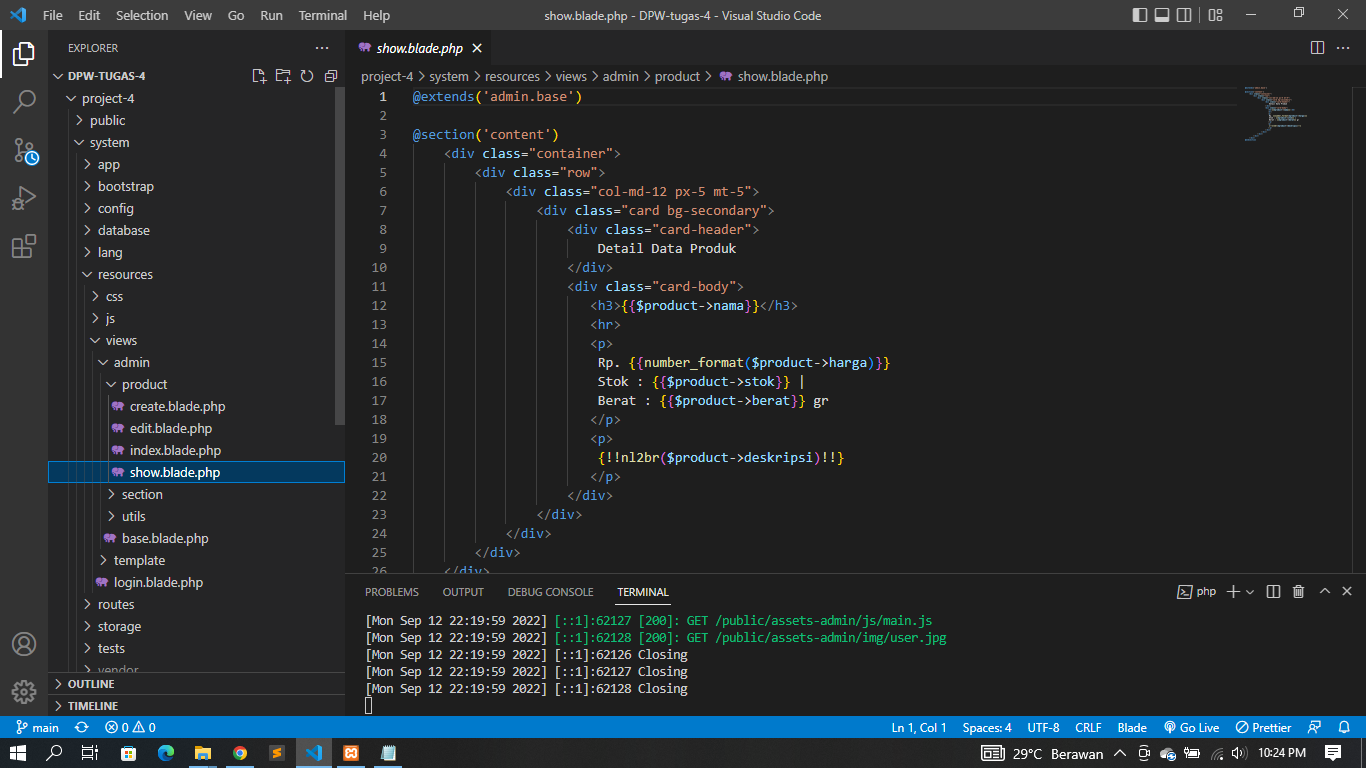 File Edit Selection View Go Run Terminal Help show.blade.php - DPW-tugas-4 - Visual Studio Code
EXPLORER
DPW-TUGAS-4
project-4
public
system
app
bootstrap
config
database
lang
resources
css
js
views
admin
product
create.blade.php
edit.blade.php
index.blade.php
show.blade.php
section
utils
base.blade.php
template
login.blade.php
routes
storage
tests
vendor
OUTLINE
TIMELINE
show.blade.php
project-4 > system > resources > views > admin > product > show.blade.php
1 @extends('admin.base')
2
3 @section('content')
4 <div class="container">
5 <div class="row">
6 <div class="col-md-12 px-5 mt-5">
7 <div class="card bg-secondary">
8 <div class="card-header">
9 Detail Data Produk
10 </div>
11 <div class="card-body">
12 <h3>{{$product->nama}}</h3>
13 <hr>
14 <p>
15 Rp. {{number_format($product->harga)}}
16 Stok : {{$product->stok}} |
17 Berat : {{$product->berat}} gr
18 </p>
19 <p>
20 {!!nl2br($product->deskripsi)!!}
21 </p>
22 </div>
23 </div>
24 </div>
25 </div>
26 </div>
PROBLEMS OUTPUT DEBUG CONSOLE TERMINAL php
[Mon Sep 12 22:19:59 2022] [::1]:62127 [200]: GET /public/assets-admin/js/main.js
[Mon Sep 12 22:19:59 2022] [::1]:62128 [200]: GET /public/assets-admin/img/user.jpg
[Mon Sep 12 22:19:59 2022] [::1]:62126 Closing
[Mon Sep 12 22:19:59 2022] [::1]:62127 Closing
[Mon Sep 12 22:19:59 2022] [::1]:62128 Closing
main 0 0 Ln 1, Col 1 Spaces: 4 UTF-8 CRLF Blade Go Live Prettier
29°C Berawan 10:24 PM